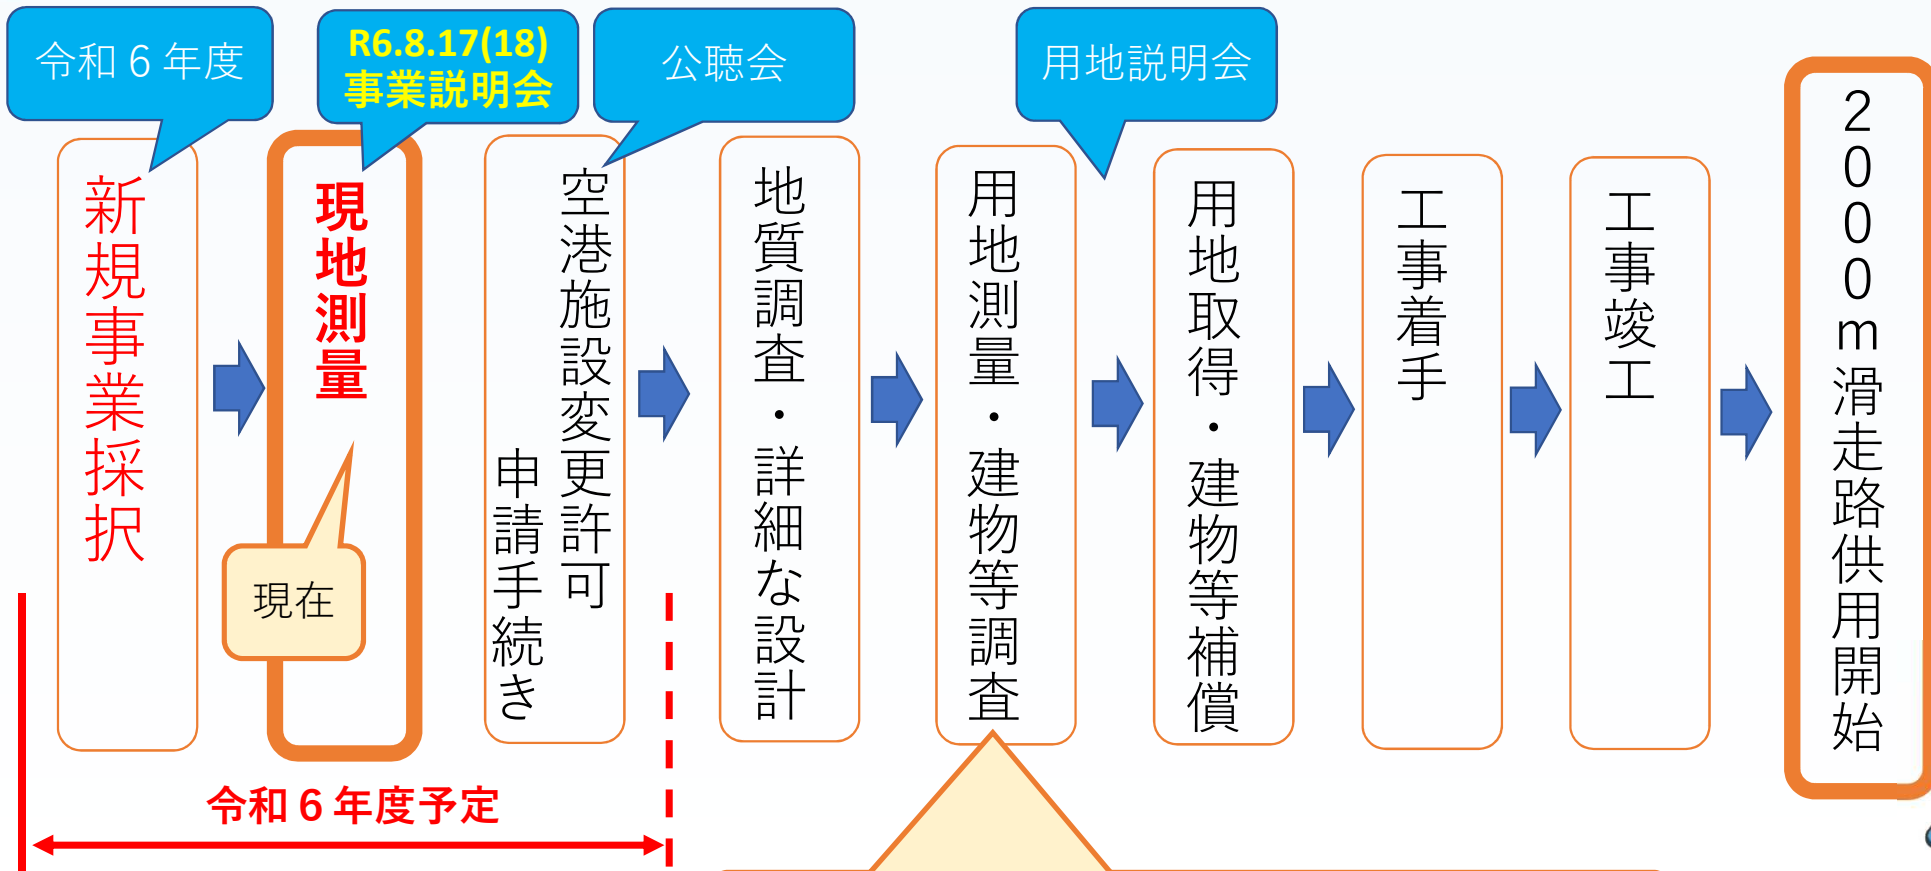 令和６年度
R6.8.17(18)
事業説明会
公聴会
用地説明会
新規事業採択
現地測量
現在
空港施設変更許可
申請手続き
地質調査・詳細な設計
用地測量・建物等調査
用地取得・建物等補償
工事着手
工事竣工
２０００ｍ滑走路供用開始
令和６年度予定